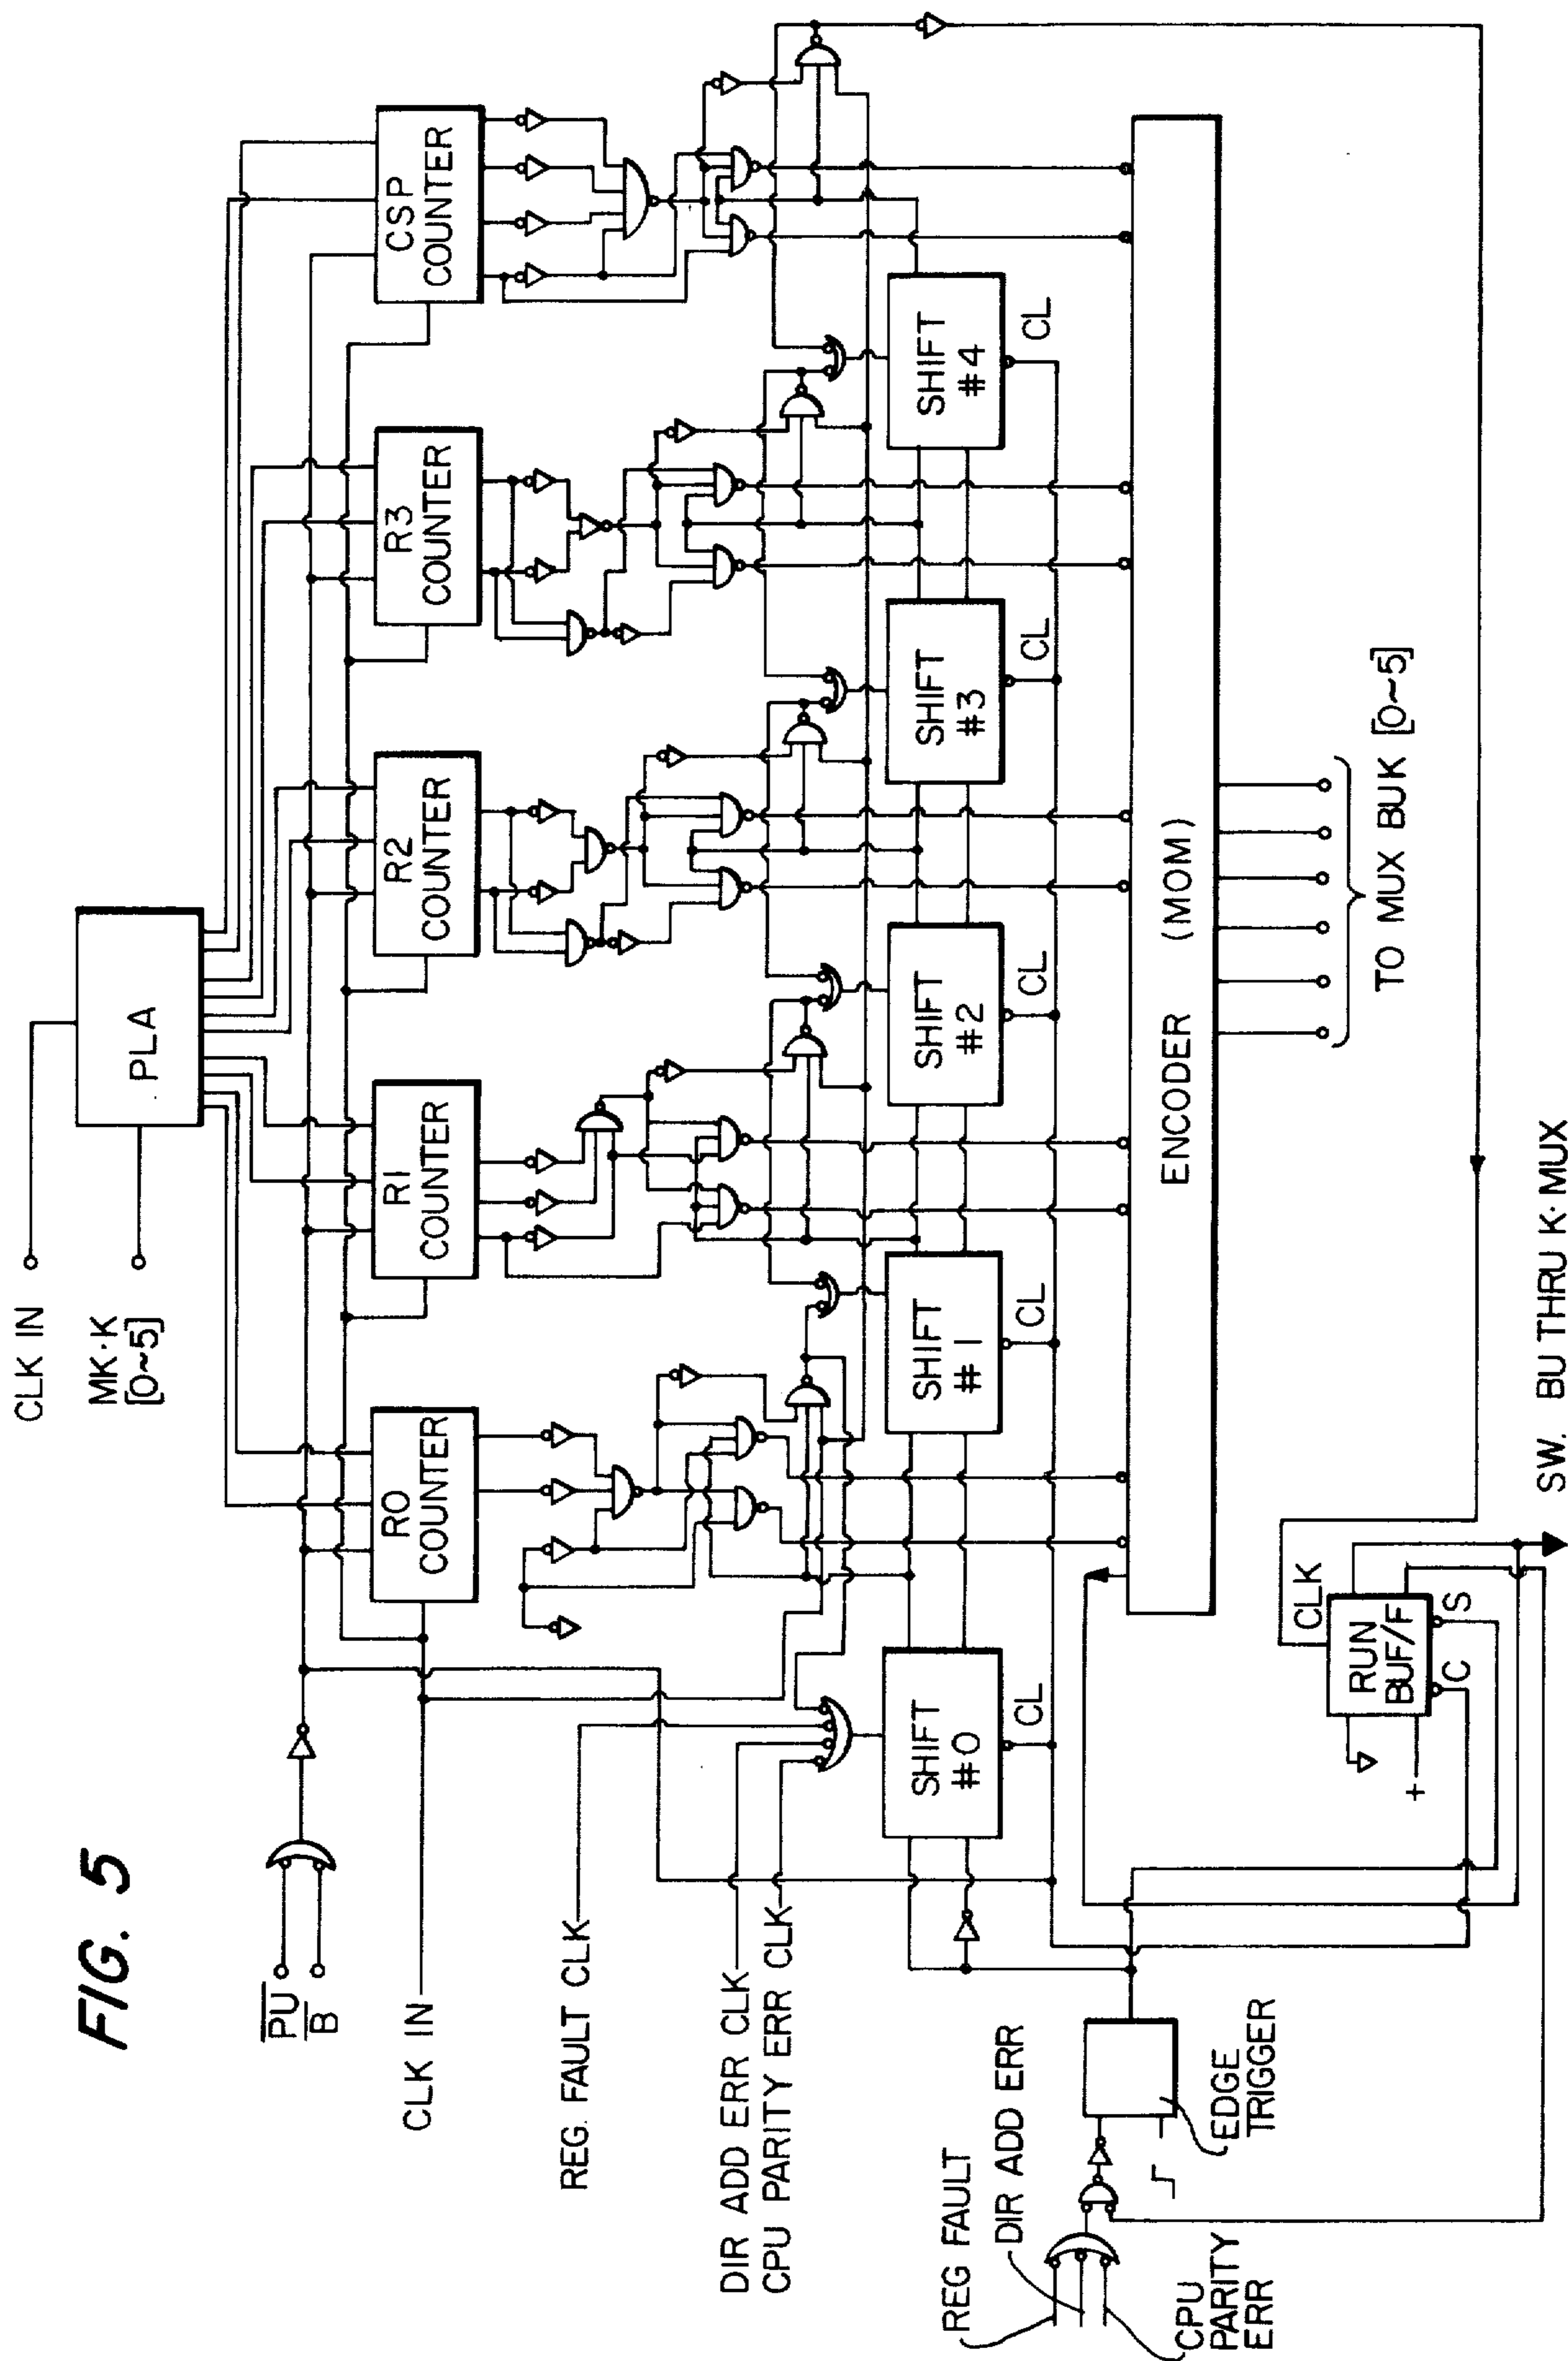 FIG. 5
CLK IN
MK·K
[0~5]
PLA
PU
B
CLK IN
R0
COUNTER
R1
COUNTER
R2
COUNTER
R3
COUNTER
CSP
COUNTER
REG. FAULT CLK
DIR ADD ERR CLK
CPU PARITY ERR CLK
SHIFT
#0
CL
SHIFT
#1
CL
SHIFT
#2
CL
SHIFT
#3
CL
SHIFT
#4
CL
REG FAULT
DIR ADD ERR
CPU
PARITY
ERR
EDGE
TRIGGER
ENCODER (MOM)
TO MUX BUK [0~5]
CLK
RUN
BUF/F
C
S
+
SW. BU THRU K·MUX